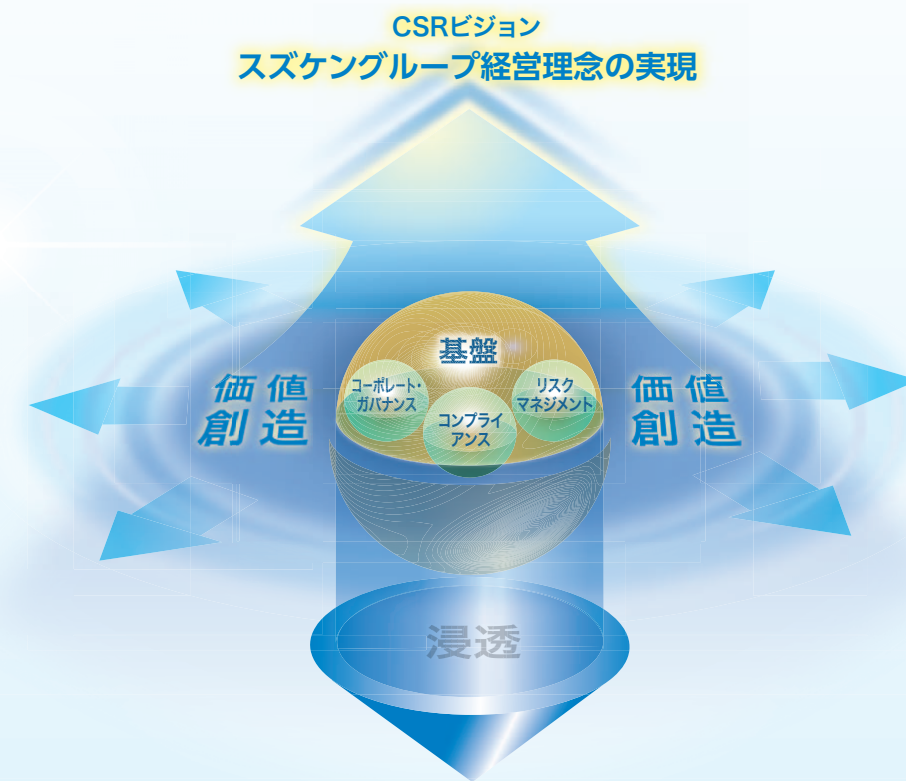 CSRビジョン
スズケングループ経営理念の実現
基盤
コーポレート・
ガバナンス
コンプライ
アンス
リスク
マネジメント
価値
創造
価値
創造
浸透